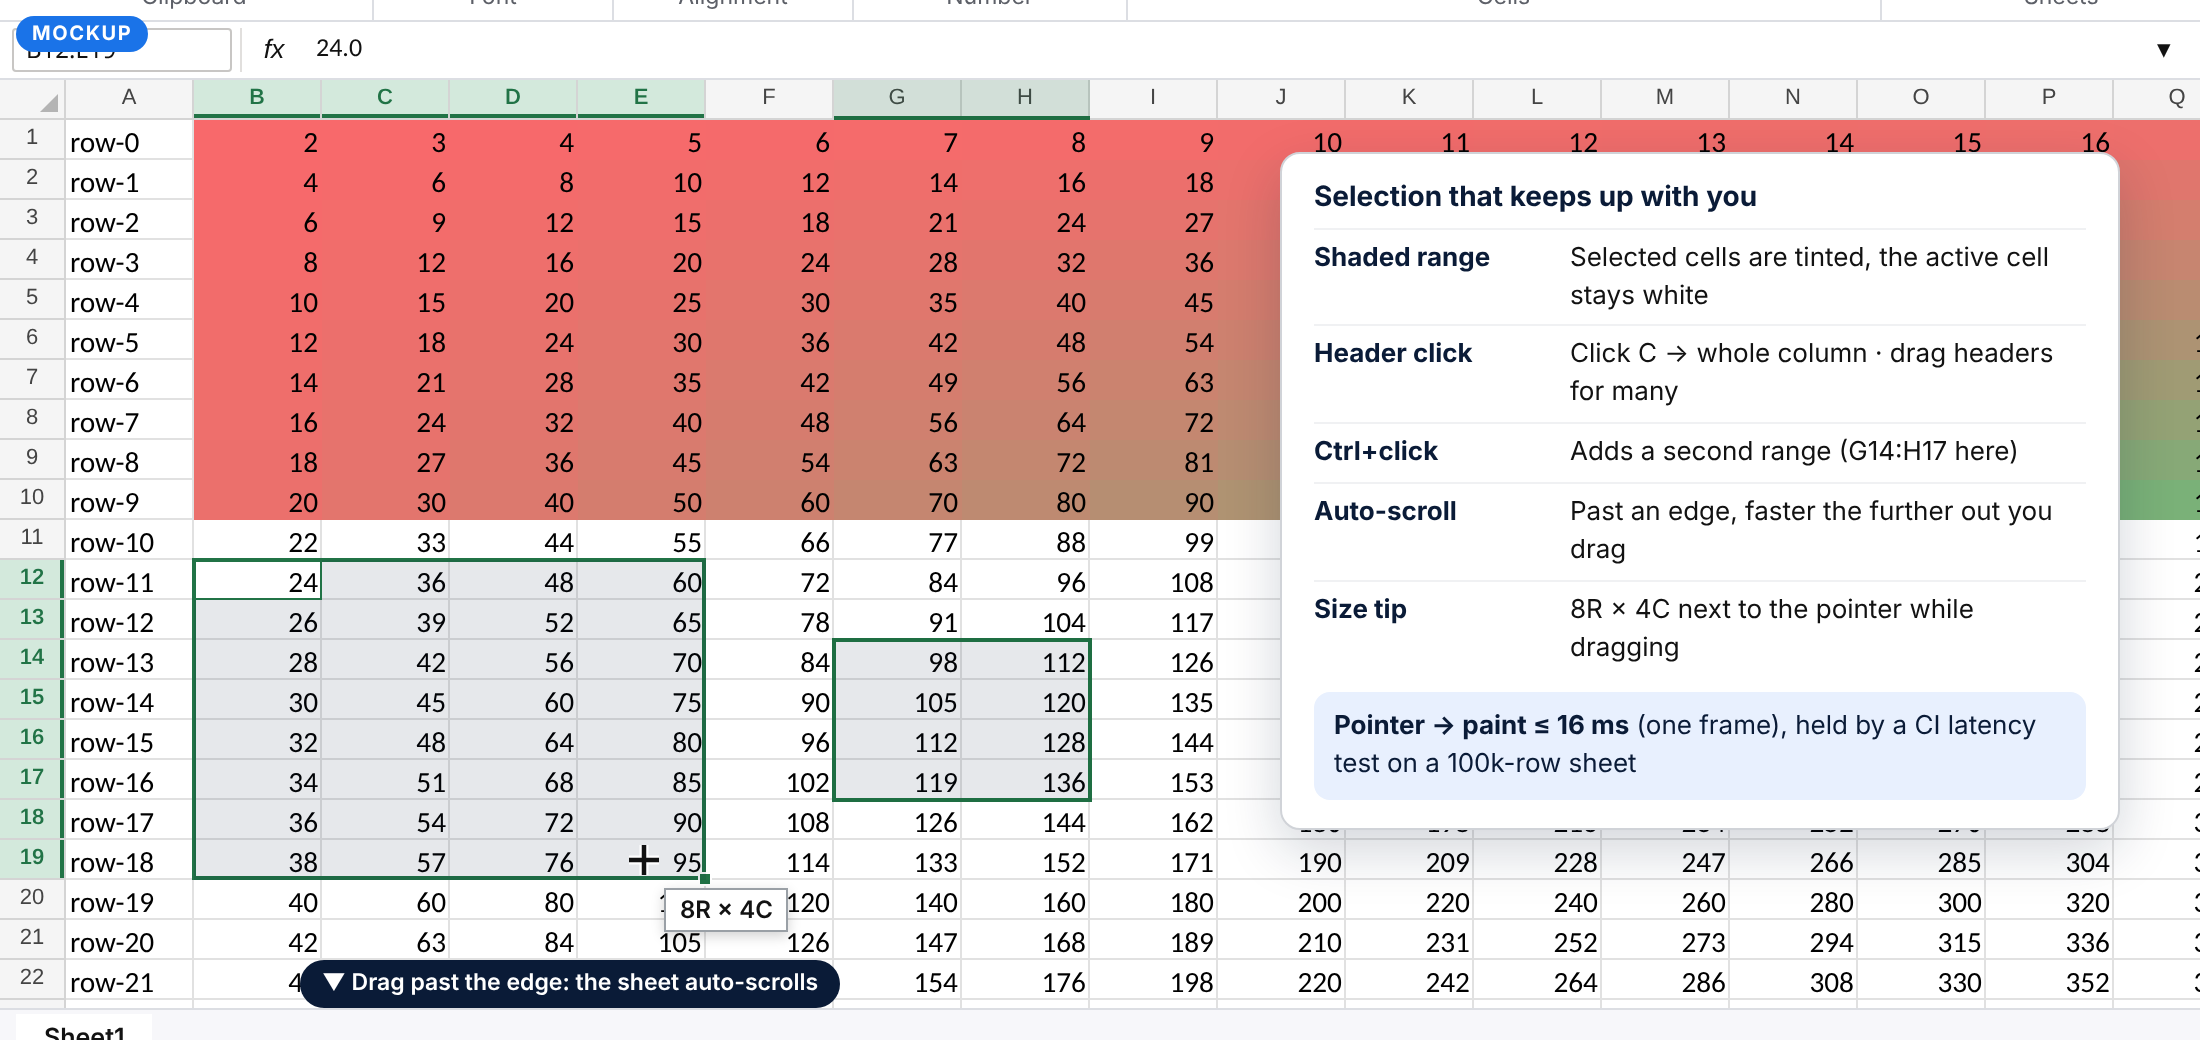 Clipboard Font Alignment Number Cells Sheets
MOCKUP
B12:E19 fx 24.0 ▼
A B C D E F G H I J K L M N O P Q
1 row-0 2 3 4 5 6 7 8 9 10 11 12 13 14 15 16
2 row-1 4 6 8 10 12 14 16 18
3 row-2 6 9 12 15 18 21 24 27
4 row-3 8 12 16 20 24 28 32 36
5 row-4 10 15 20 25 30 35 40 45
6 row-5 12 18 24 30 36 42 48 54
7 row-6 14 21 28 35 42 49 56 63
8 row-7 16 24 32 40 48 56 64 72
9 row-8 18 27 36 45 54 63 72 81
10 row-9 20 30 40 50 60 70 80 90
11 row-10 22 33 44 55 66 77 88 99
12 row-11 24 36 48 60 72 84 96 108
13 row-12 26 39 52 65 78 91 104 117
14 row-13 28 42 56 70 84 98 112 126
15 row-14 30 45 60 75 90 105 120 135
16 row-15 32 48 64 80 96 112 128 144
17 row-16 34 51 68 85 102 119 136 153
18 row-17 36 54 72 90 108 126 144 162
19 row-18 38 57 76 95 114 133 152 171 190 209 228 247 266 285 304
20 row-19 40 60 80 120 140 160 180 200 220 240 260 280 300 320
21 row-20 42 63 84 105 126 147 168 189 210 231 252 273 294 315 336
22 row-21 154 176 198 220 242 264 286 308 330 352
Selection that keeps up with you
Shaded range Selected cells are tinted, the active cell
stays white
Header click Click C → whole column · drag headers
for many
Ctrl+click Adds a second range (G14:H17 here)
Auto-scroll Past an edge, faster the further out you
drag
Size tip 8R × 4C next to the pointer while
dragging
Pointer → paint ≤ 16 ms (one frame), held by a CI latency
test on a 100k-row sheet
8R × 4C
▼ Drag past the edge: the sheet auto-scrolls
Sheet1